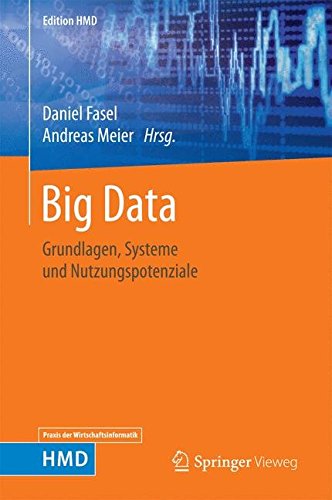 Edition HMD
Daniel Fasel
Andreas Meier Hrsg.
Big Data
Grundlagen, Systeme
und Nutzungspotenziale
Praxis der Wirtschaftsinformatik
HMD
Springer Vieweg